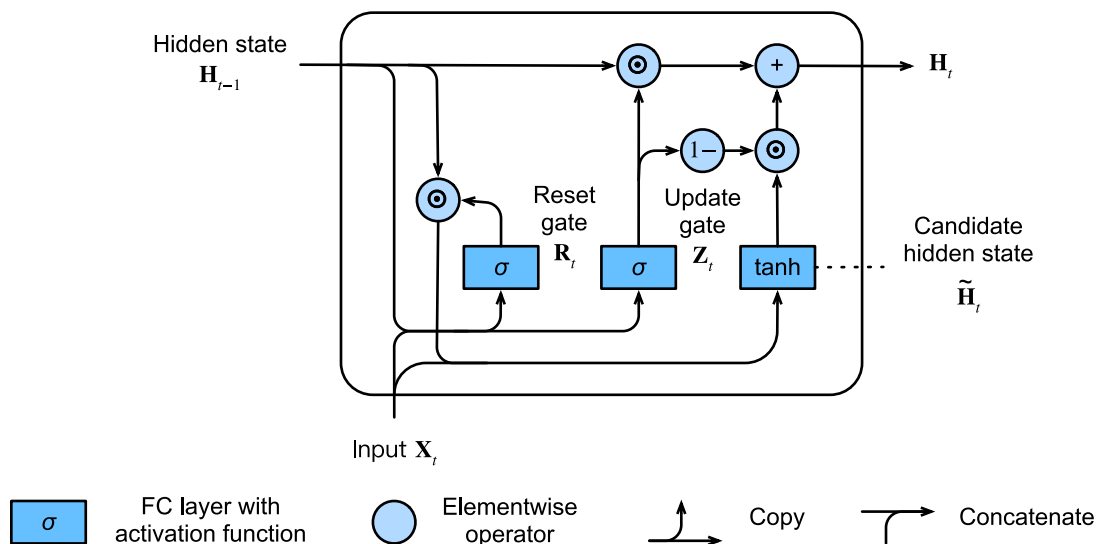 Hidden state
H_{t−1}
⊙
+
H_t
1−
⊙
⊙
Reset
gate
R_t
Update
gate
Z_t
σ
σ
tanh
Candidate
hidden state
H̃_t
Input X_t
σ
FC layer with
activation function
Elementwise
operator
Copy
Concatenate